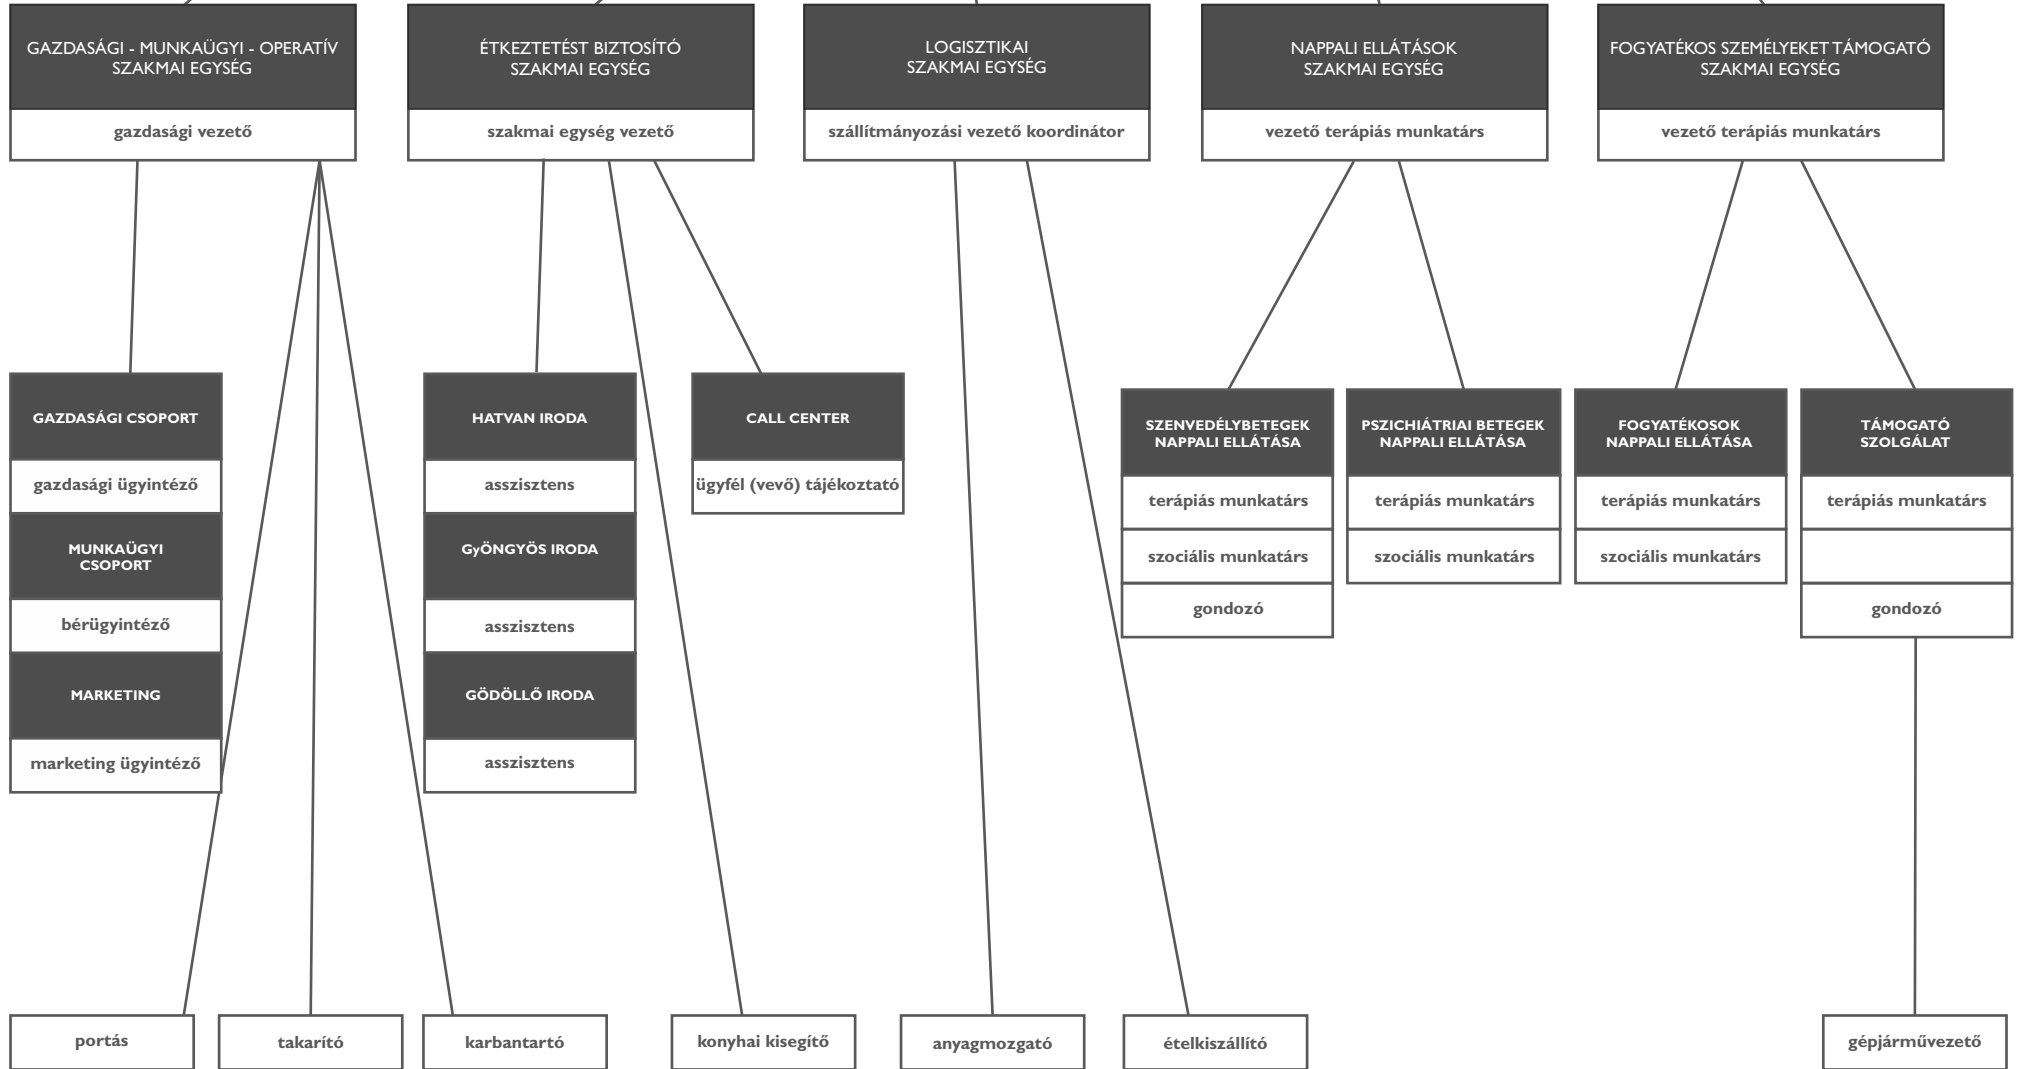 GAZDASÁGI - MUNKAÜGYI - OPERATÍV
SZAKMAI EGYSÉG
gazdasági vezető
ÉTKEZTETÉST BIZTOSÍTÓ
SZAKMAI EGYSÉG
szakmai egység vezető
LOGISZTIKAI
SZAKMAI EGYSÉG
szállítmányozási vezető koordinátor
NAPPALI ELLÁTÁSOK
SZAKMAI EGYSÉG
vezető terápiás munkatárs
FOGYATÉKOS SZEMÉLYEKET TÁMOGATÓ
SZAKMAI EGYSÉG
vezető terápiás munkatárs
GAZDASÁGI CSOPORT
gazdasági ügyintéző
MUNKAÜGYI
CSOPORT
bérügyintéző
MARKETING
marketing ügyintéző
HATVAN IRODA
asszisztens
GyÖNGYÖS IRODA
asszisztens
GÖDÖLLŐ IRODA
asszisztens
CALL CENTER
ügyfél (vevő) tájékoztató
SZENVEDÉLYBETEGEK
NAPPALI ELLÁTÁSA
terápiás munkatárs
szociális munkatárs
gondozó
PSZICHIÁTRIAI BETEGEK
NAPPALI ELLÁTÁSA
terápiás munkatárs
szociális munkatárs
FOGYATÉKOSOK
NAPPALI ELLÁTÁSA
terápiás munkatárs
szociális munkatárs
TÁMOGATÓ
SZOLGÁLAT
terápiás munkatárs
gondozó
portás
takarító
karbantartó
konyhai kisegítő
anyagmozgató
ételkiszállító
gépjárművezető